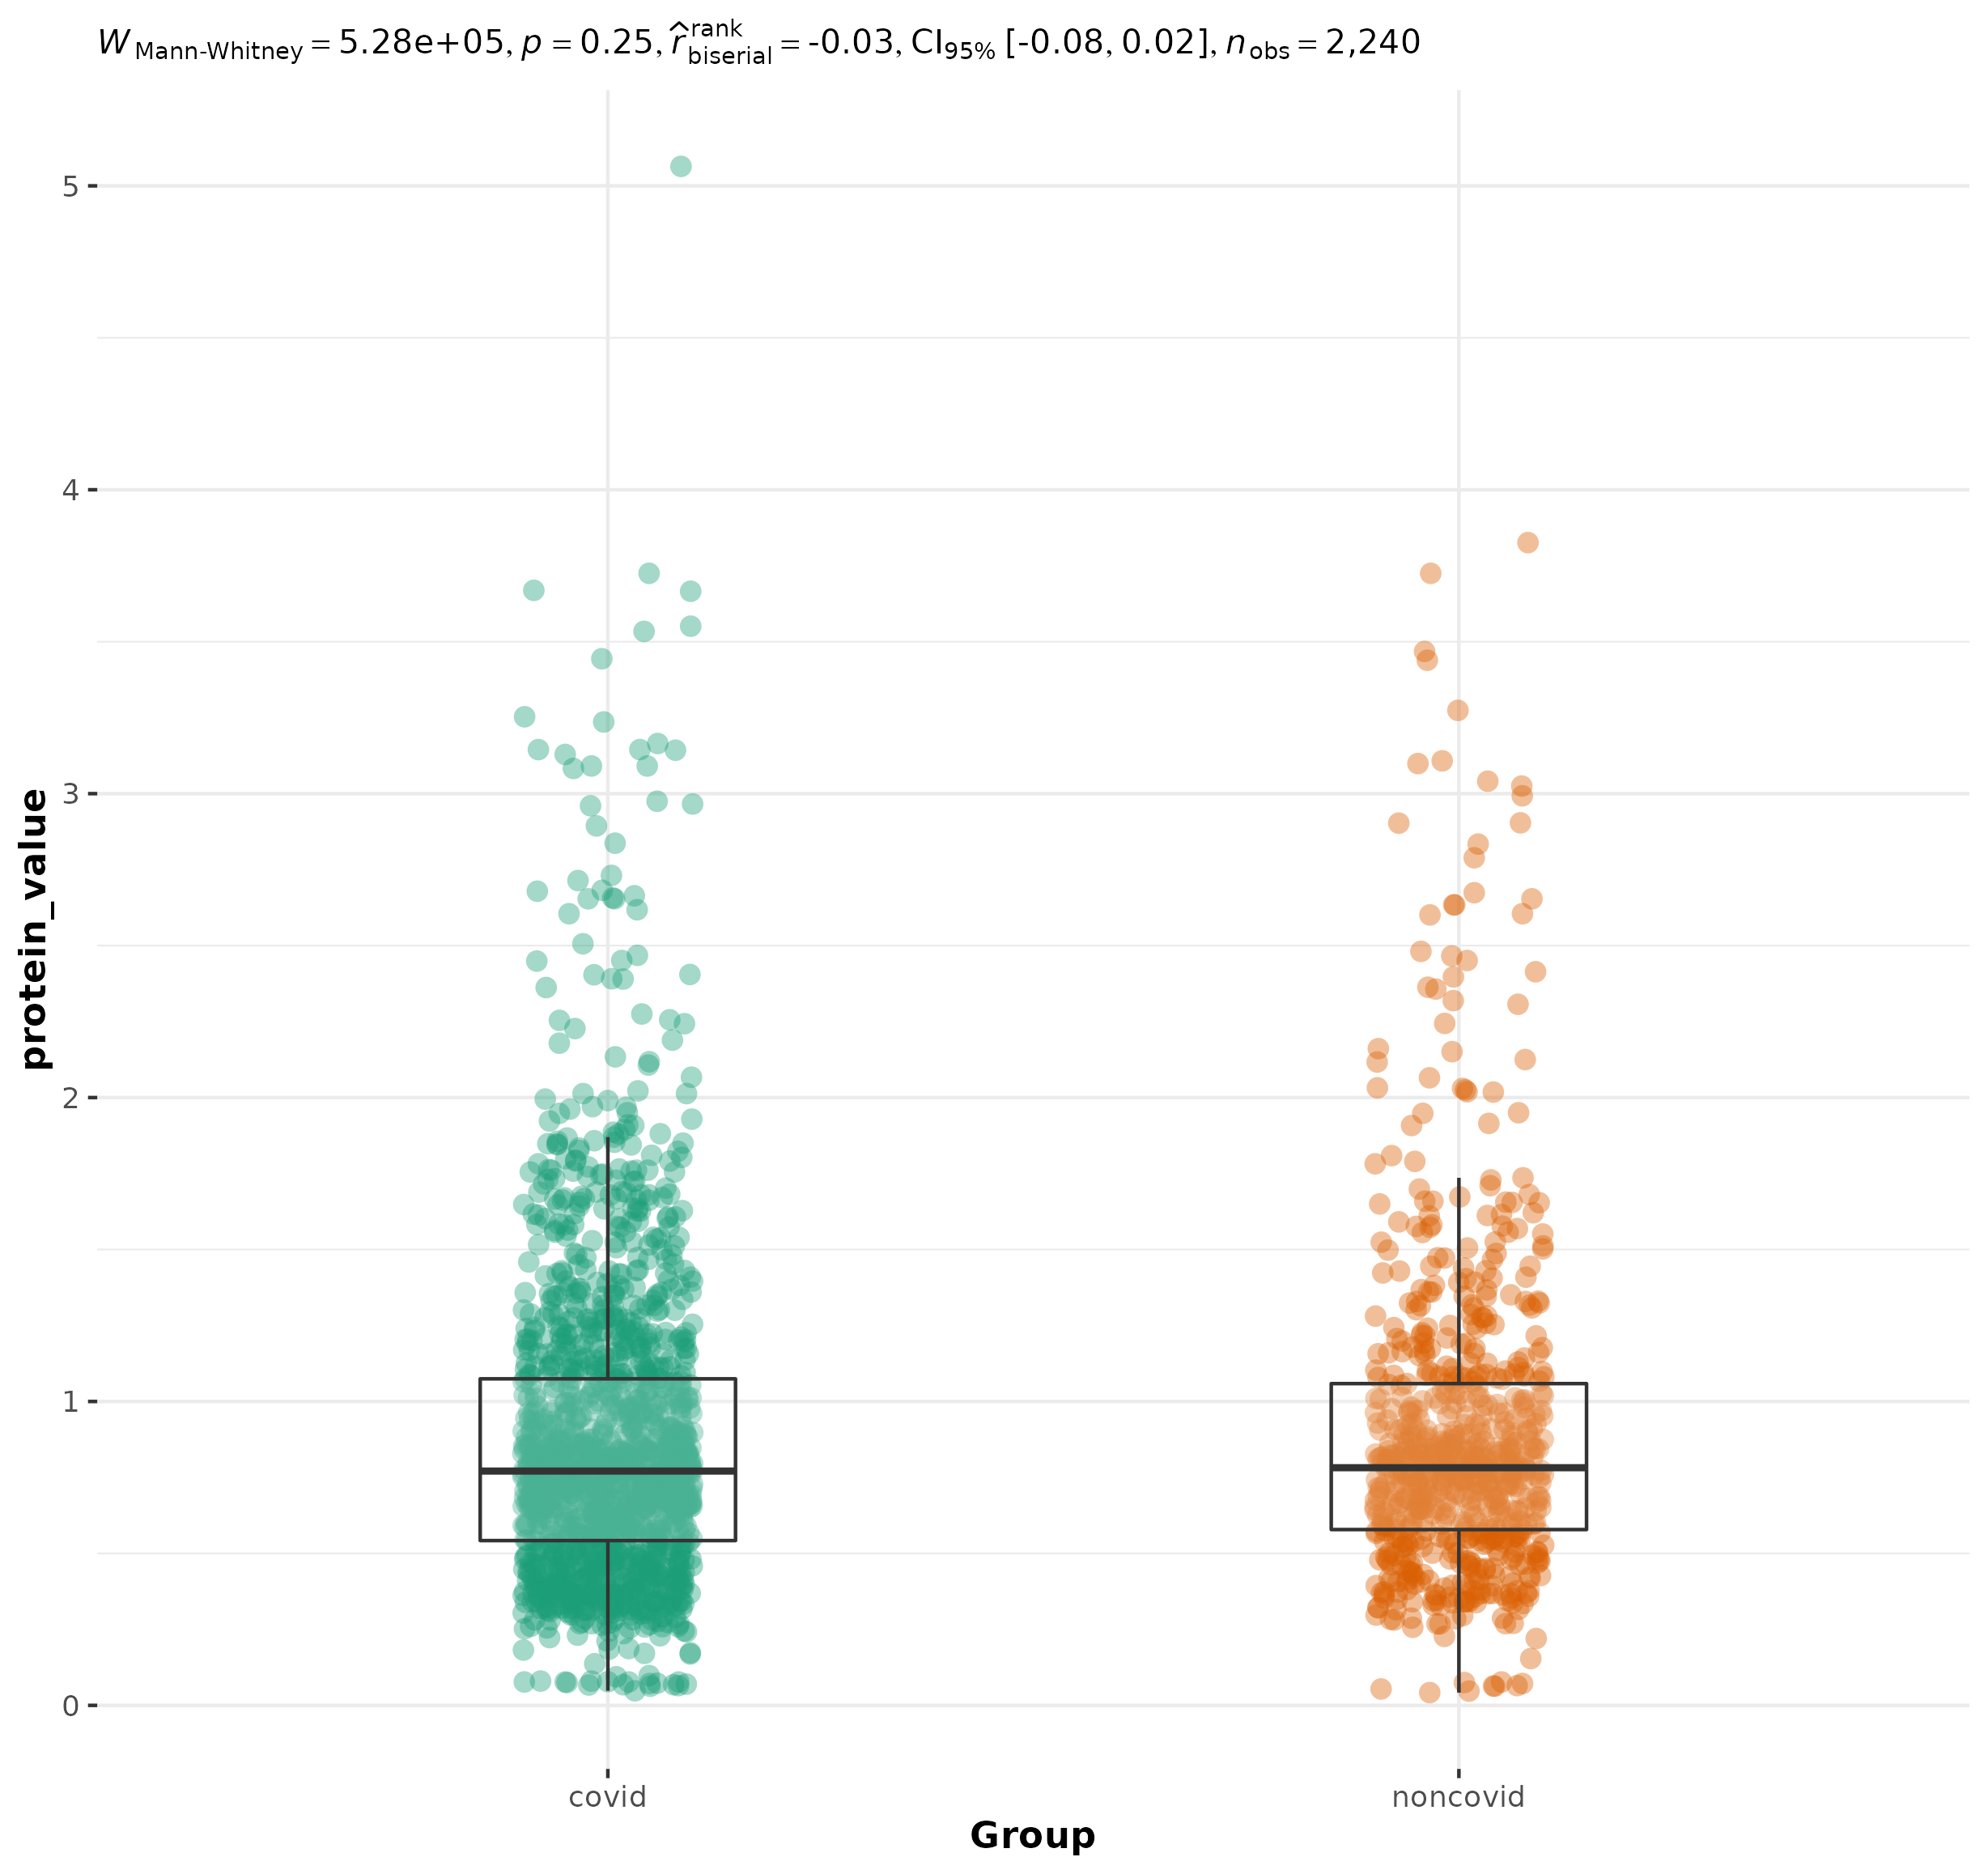 W Mann-Whitney = 5.28e+05, p = 0.25, r̂ rank biserial = -0.03, CI95% [-0.08, 0.02], nobs = 2,240
5
4
3
2
1
0
protein_value
covid noncovid
Group